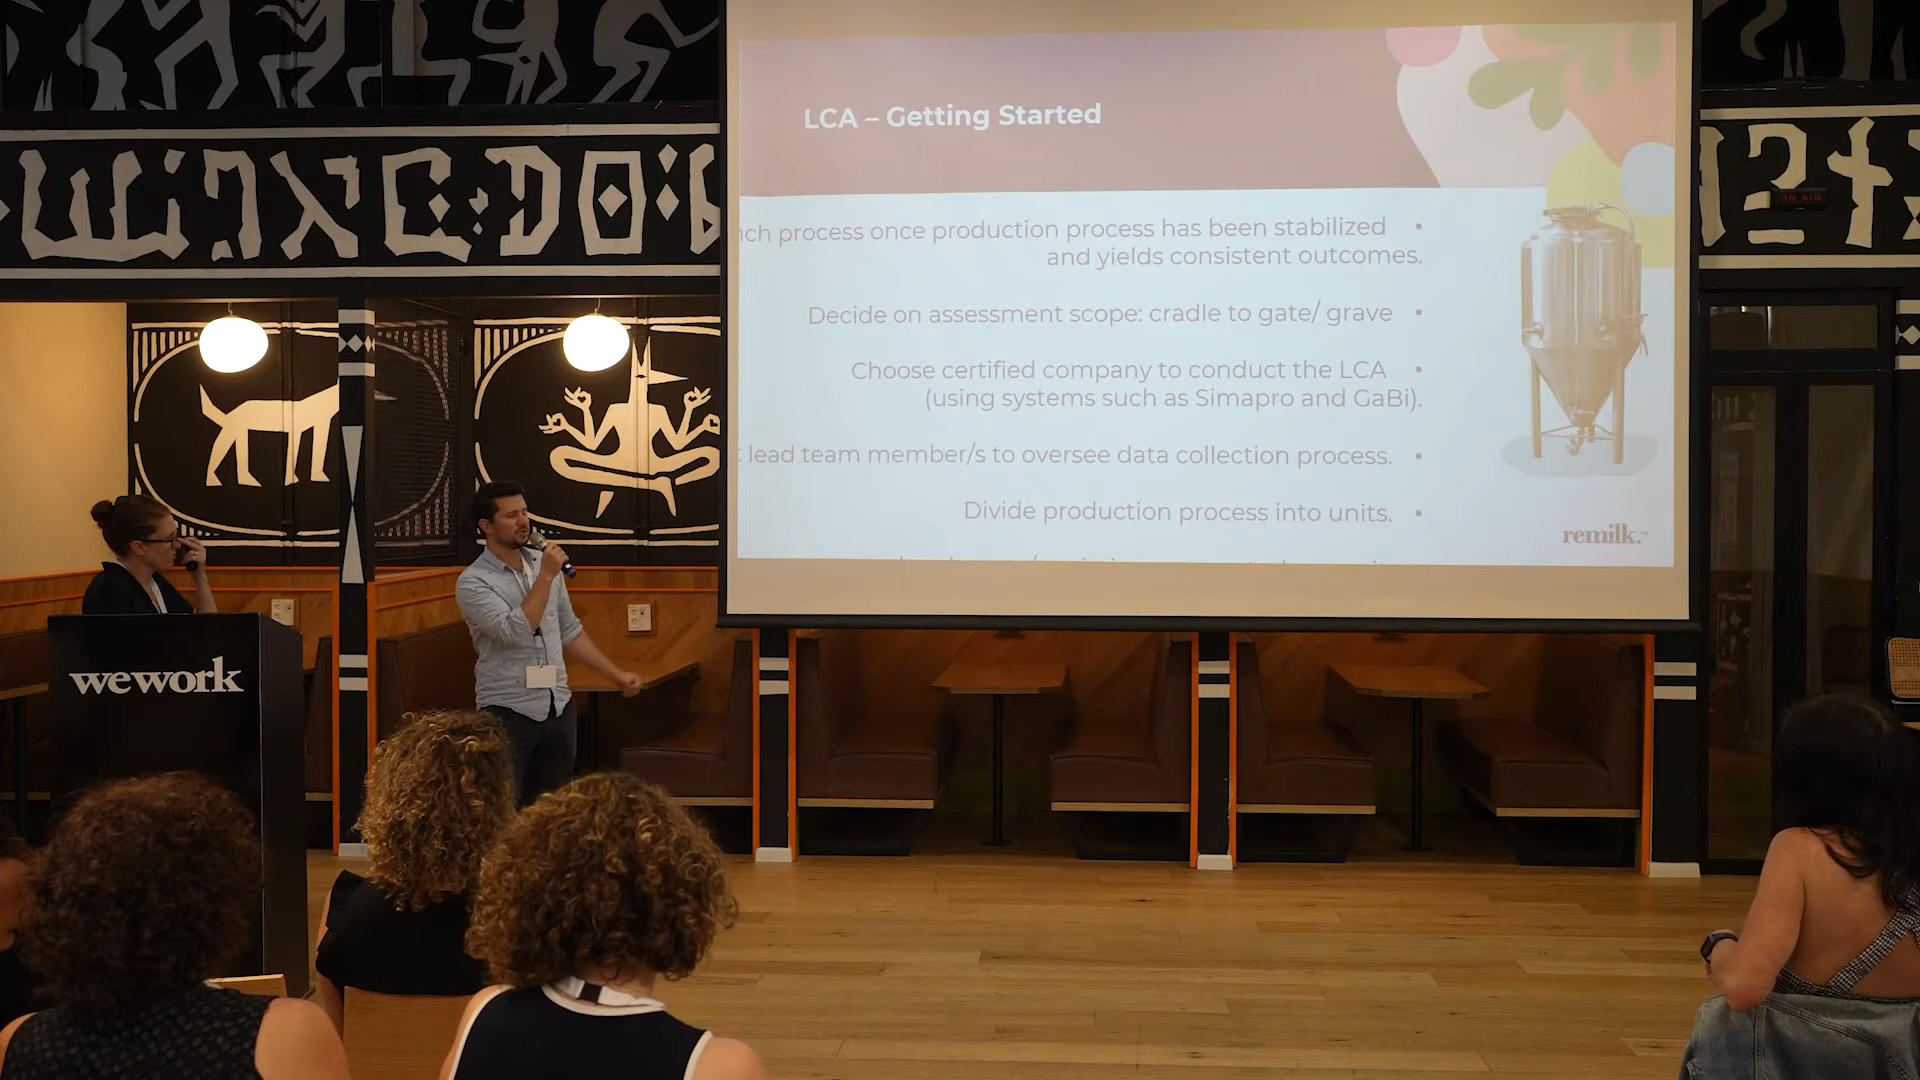 LCA – Getting Started
process once production process has been stabilized •
and yields consistent outcomes.
Decide on assessment scope: cradle to gate/ grave •
Choose certified company to conduct the LCA •
(using systems such as Simapro and GaBi).
lead team member/s to oversee data collection process. •
Divide production process into units. •
remilk.™
ON AIR
wework